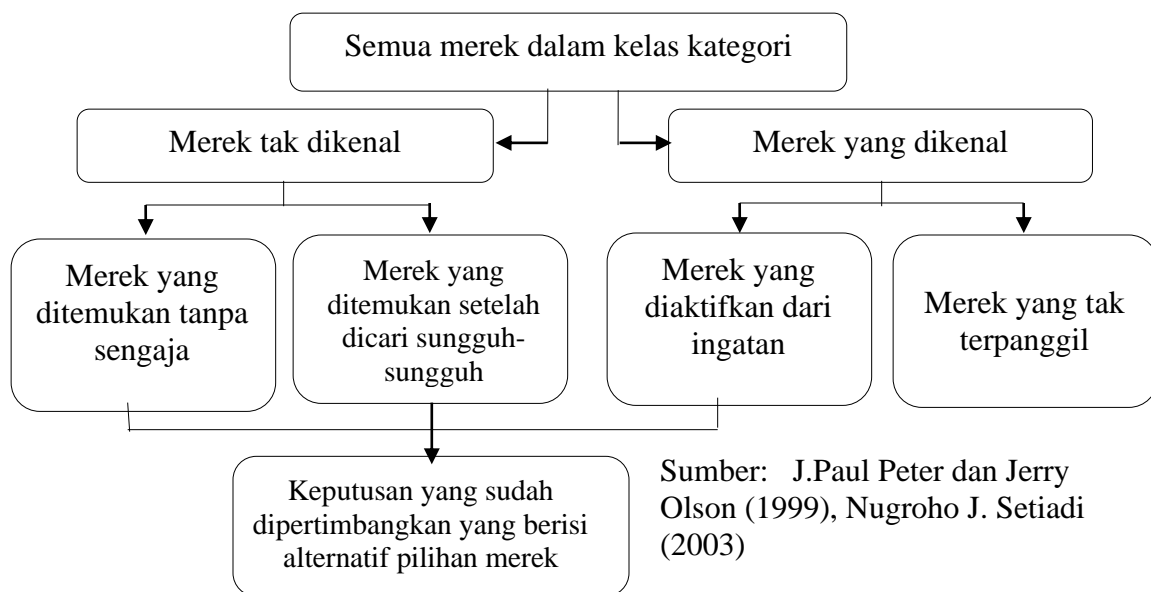 Semua merek dalam kelas kategori
Merek tak dikenal
Merek yang dikenal
Merek yang
ditemukan tanpa
sengaja
Merek yang
ditemukan setelah
dicari sungguh-
sungguh
Merek yang
diaktifkan dari
ingatan
Merek yang tak
terpanggil
Keputusan yang sudah
dipertimbangkan yang berisi
alternatif pilihan merek
Sumber: J.Paul Peter dan Jerry
Olson (1999), Nugroho J. Setiadi
(2003)